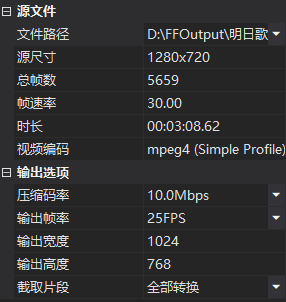 源文件
文件路径 D:\FFOutput\明日歌
源尺寸 1280x720
总帧数 5659
帧速率 30.00
时长 00:03:08.62
视频编码 mpeg4 (Simple Profile)
输出选项
压缩码率 10.0Mbps
输出帧率 25FPS
输出宽度 1024
输出高度 768
截取片段 全部转换